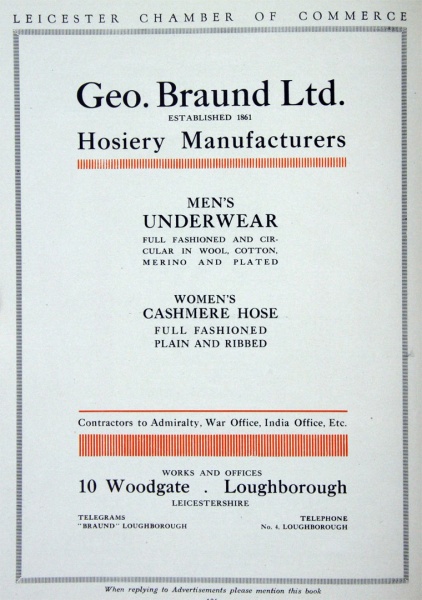 LEICESTER CHAMBER OF COMMERCE
Geo. Braund Ltd.
ESTABLISHED 1861
Hosiery Manufacturers
MEN'S
UNDERWEAR
FULL FASHIONED AND CIR-
CULAR IN WOOL, COTTON,
MERINO AND PLATED
WOMEN'S
CASHMERE HOSE
FULL FASHIONED
PLAIN AND RIBBED
Contractors to Admiralty, War Office, India Office, Etc.
WORKS AND OFFICES
10 Woodgate . Loughborough
LEICESTERSHIRE
TELEGRAMS
"BRAUND" LOUGHBOROUGH
TELEPHONE
No. 4. LOUGHBOROUGH
When replying to Advertisements please mention this book